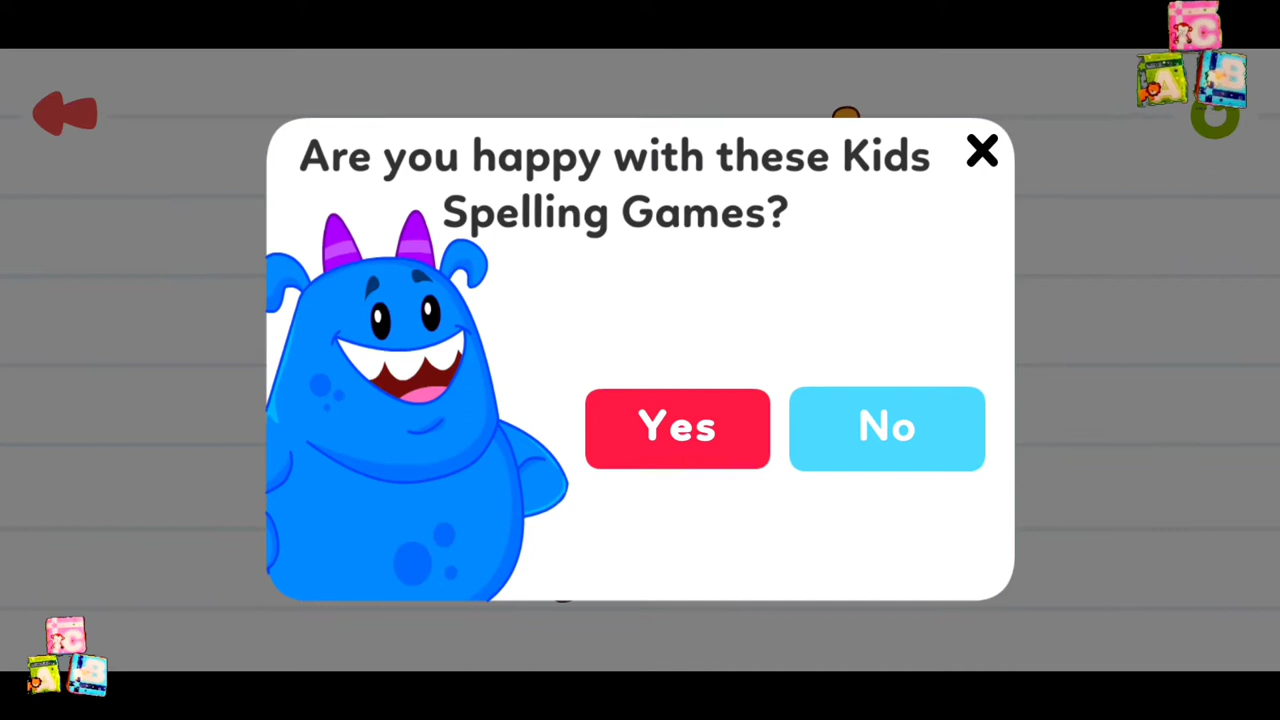 Are you happy with these Kids
Spelling Games?
Yes
No
C
A
B
C
A
B